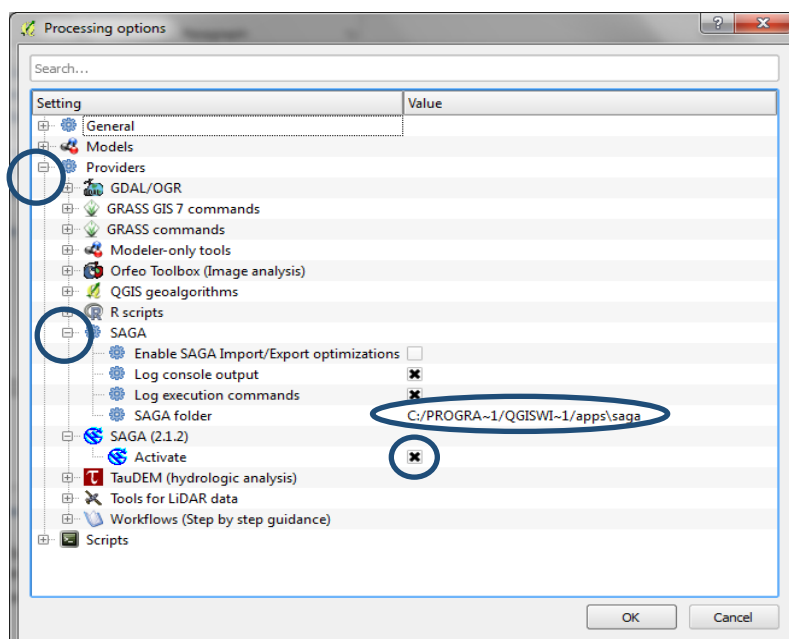 Processing options
Search...
Setting Value
General
Models
Providers
GDAL/OGR
GRASS GIS 7 commands
GRASS commands
Modeler-only tools
Orfeo Toolbox (Image analysis)
QGIS geoalgorithms
R scripts
SAGA
Enable SAGA Import/Export optimizations
Log console output
Log execution commands
SAGA folder C:/PROGRA~1/QGISWI~1/apps\saga
SAGA (2.1.2)
Activate
TauDEM (hydrologic analysis)
Tools for LiDAR data
Workflows (Step by step guidance)
Scripts
OK Cancel